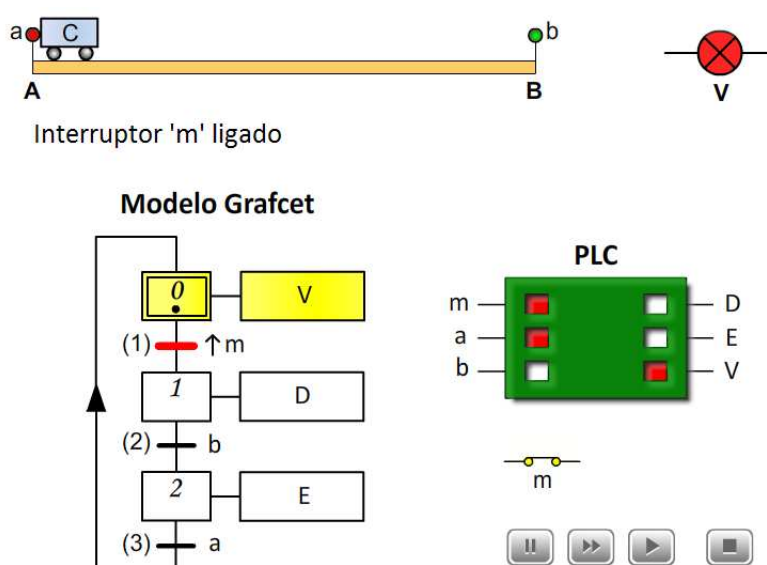 a C b
A B V
Interruptor 'm' ligado
Modelo Grafcet
PLC
0 V
(1) ↑m
1 D
(2) b
2 E
(3) a
m D
a E
b V
m